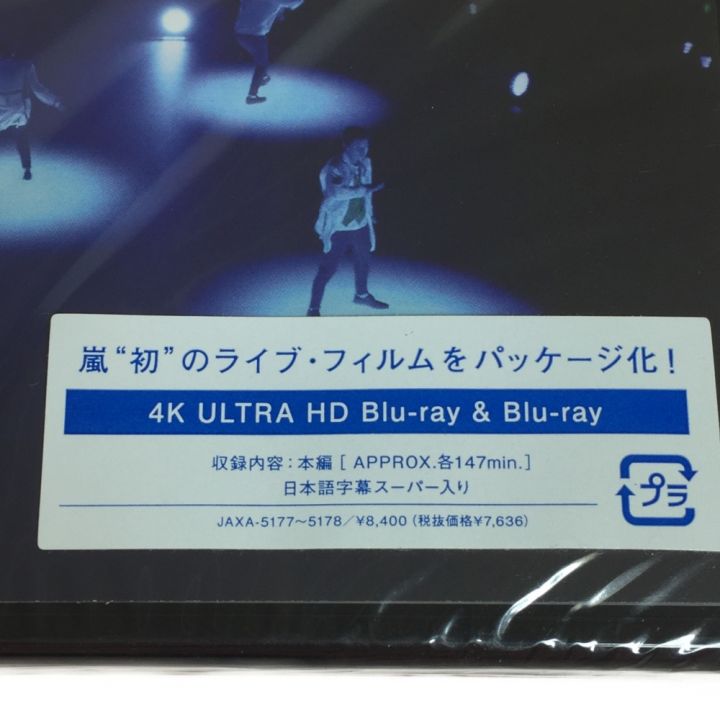 嵐“初”のライブ・フィルムをパッケージ化!
4K ULTRA HD Blu-ray & Blu-ray
収録内容:本編 [ APPROX.各147min.]
日本語字幕スーパー入り
プラ
JAXA-5177〜5178/¥8,400 (税抜価格¥7,636)